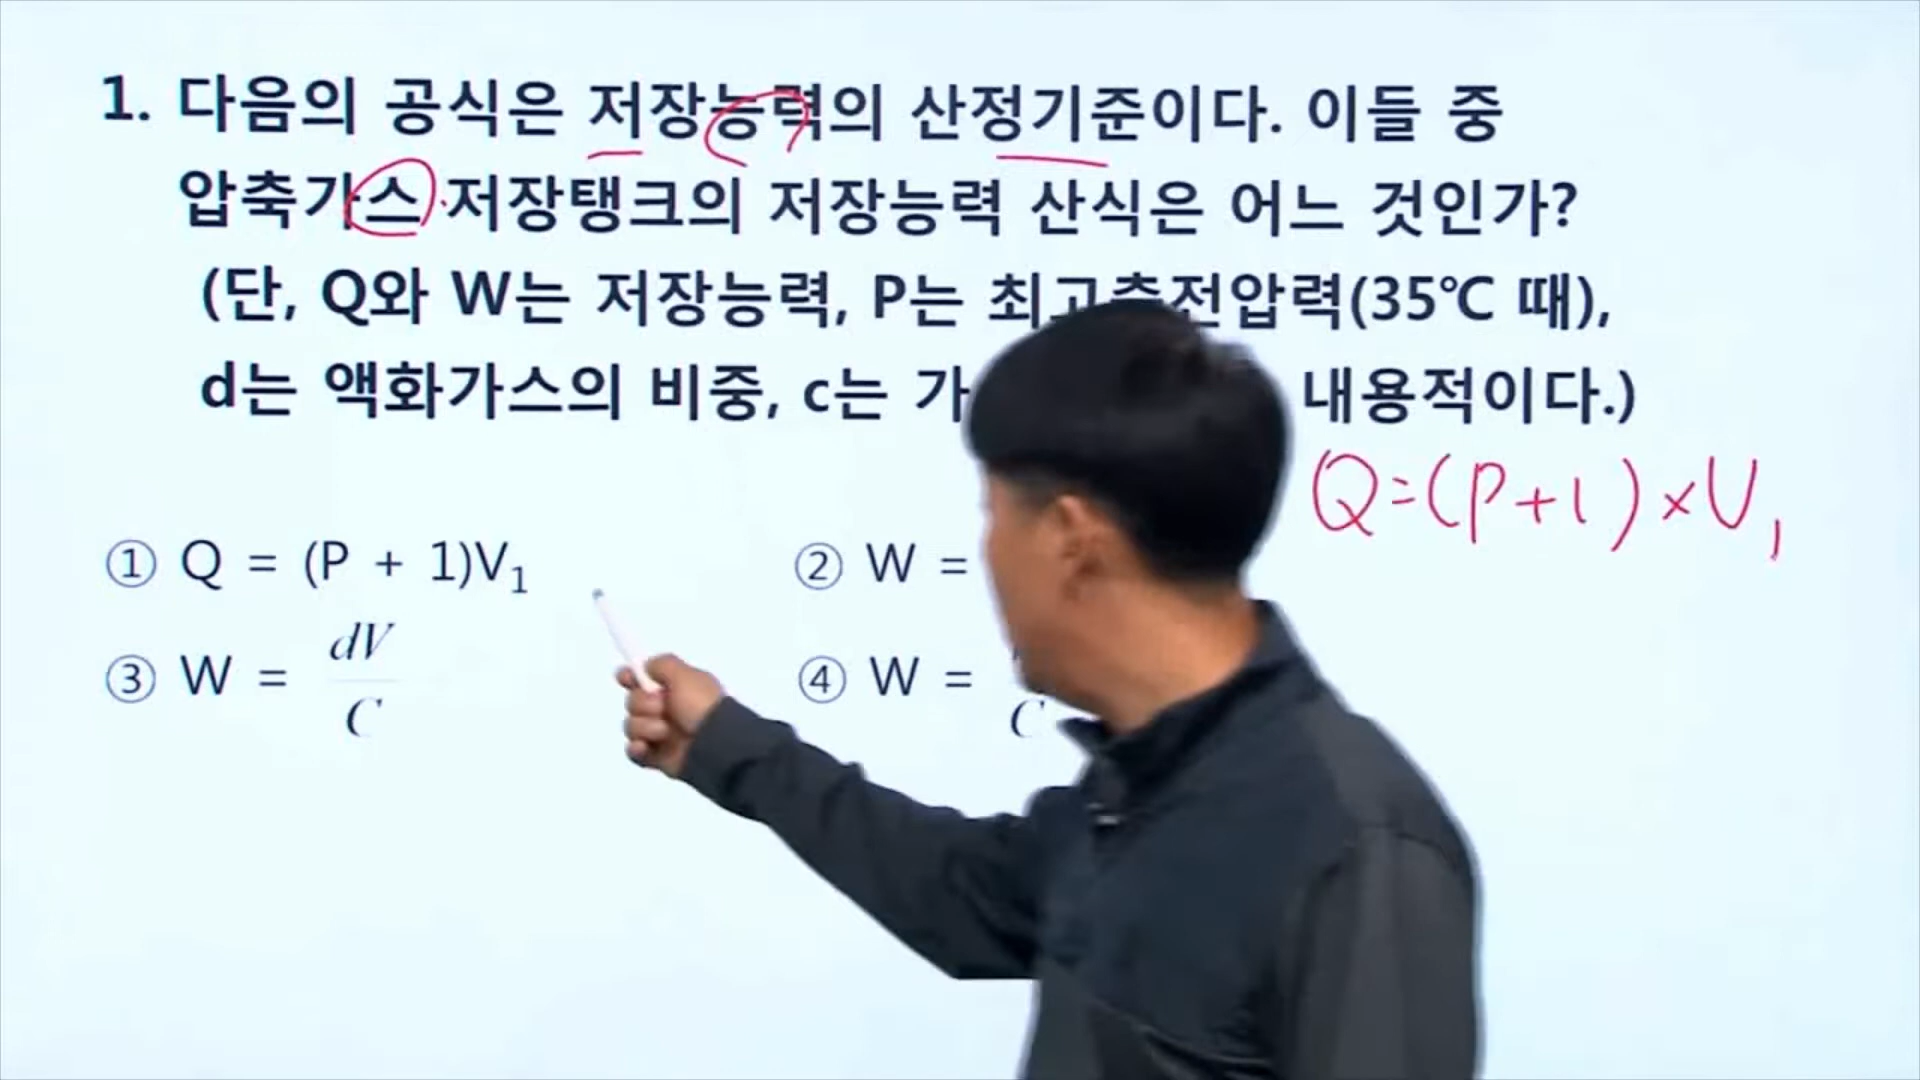 1. 다음의 공식은 저장능력의 산정기준이다. 이들 중
압축가스 저장탱크의 저장능력 산식은 어느 것인가?
(단, Q와 W는 저장능력, P는 최고충전압력(35℃ 때),
d는 액화가스의 비중, c는 내용적이다.)
Q=(P+1)×V₁
① Q = (P + 1)V₁
② W =
③ W = dV/C
④ W = C